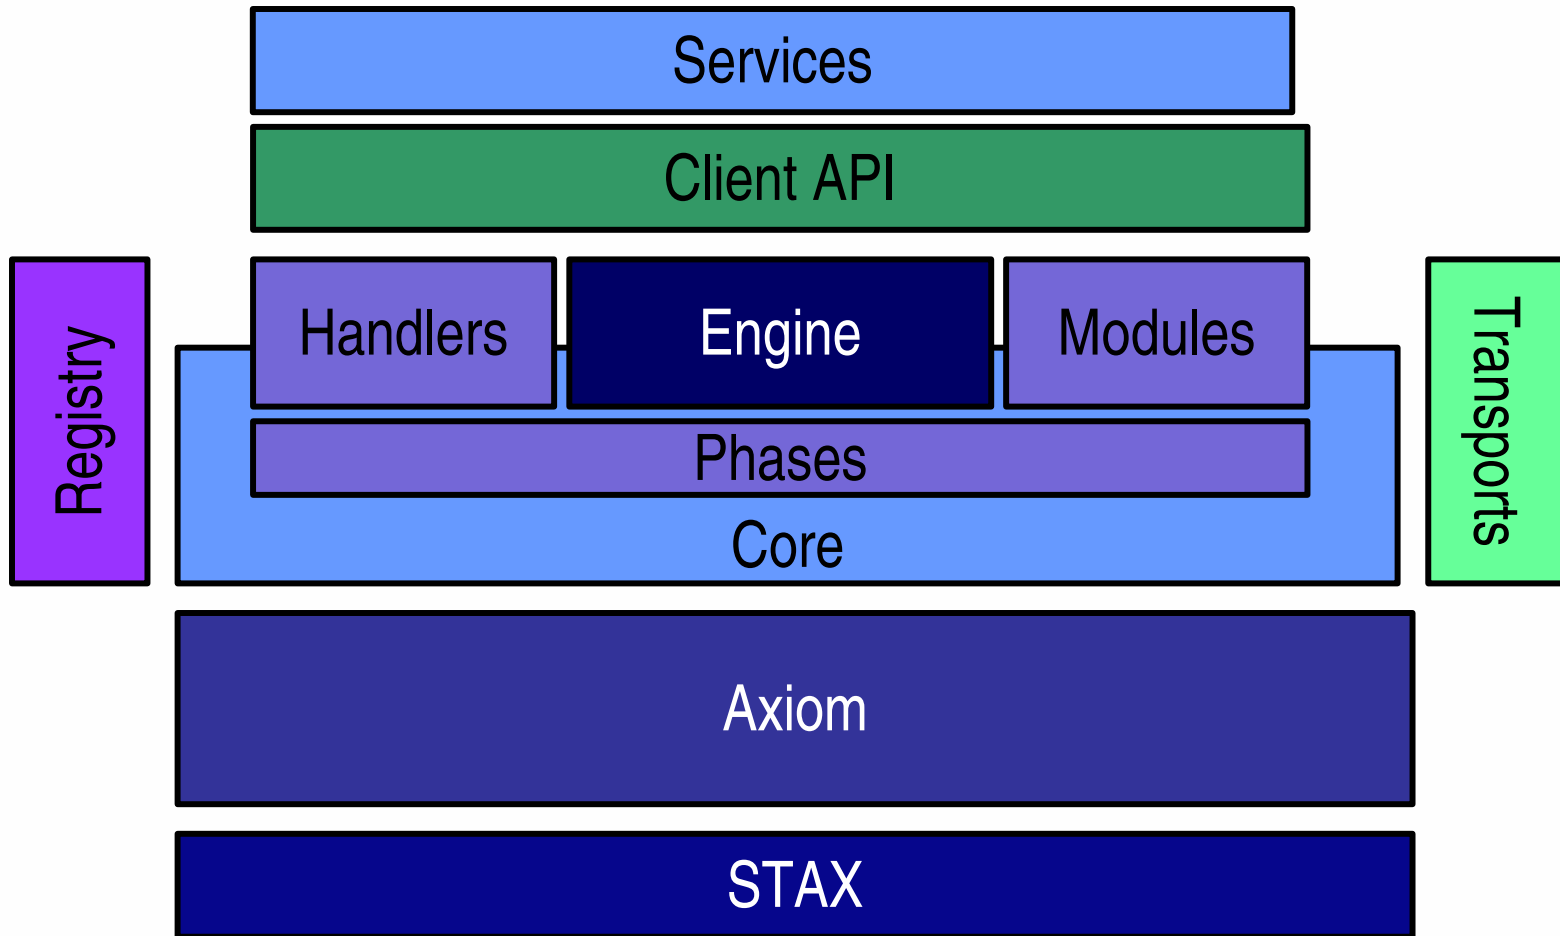 Services
Client API
Registry
Handlers
Engine
Modules
Transports
Phases
Core
Axiom
STAX